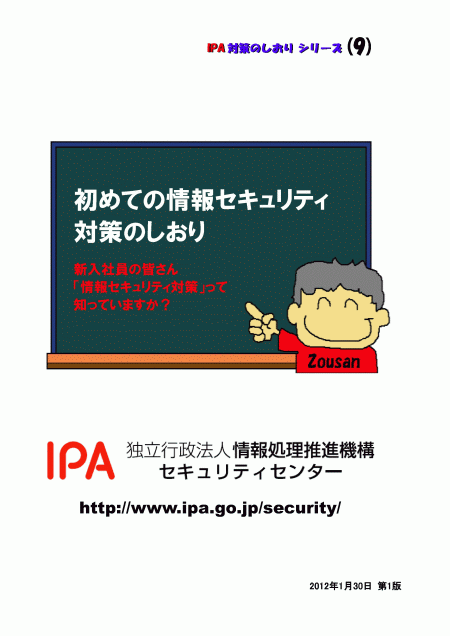 IPA 対策のしおり シリーズ (9)
初めての情報セキュリティ
対策のしおり
新入社員の皆さん
「情報セキュリティ対策」って
知っていますか？
Zousan
IPA 独立行政法人情報処理推進機構
セキュリティセンター
http://www.ipa.go.jp/security/
2012年1月30日 第1版